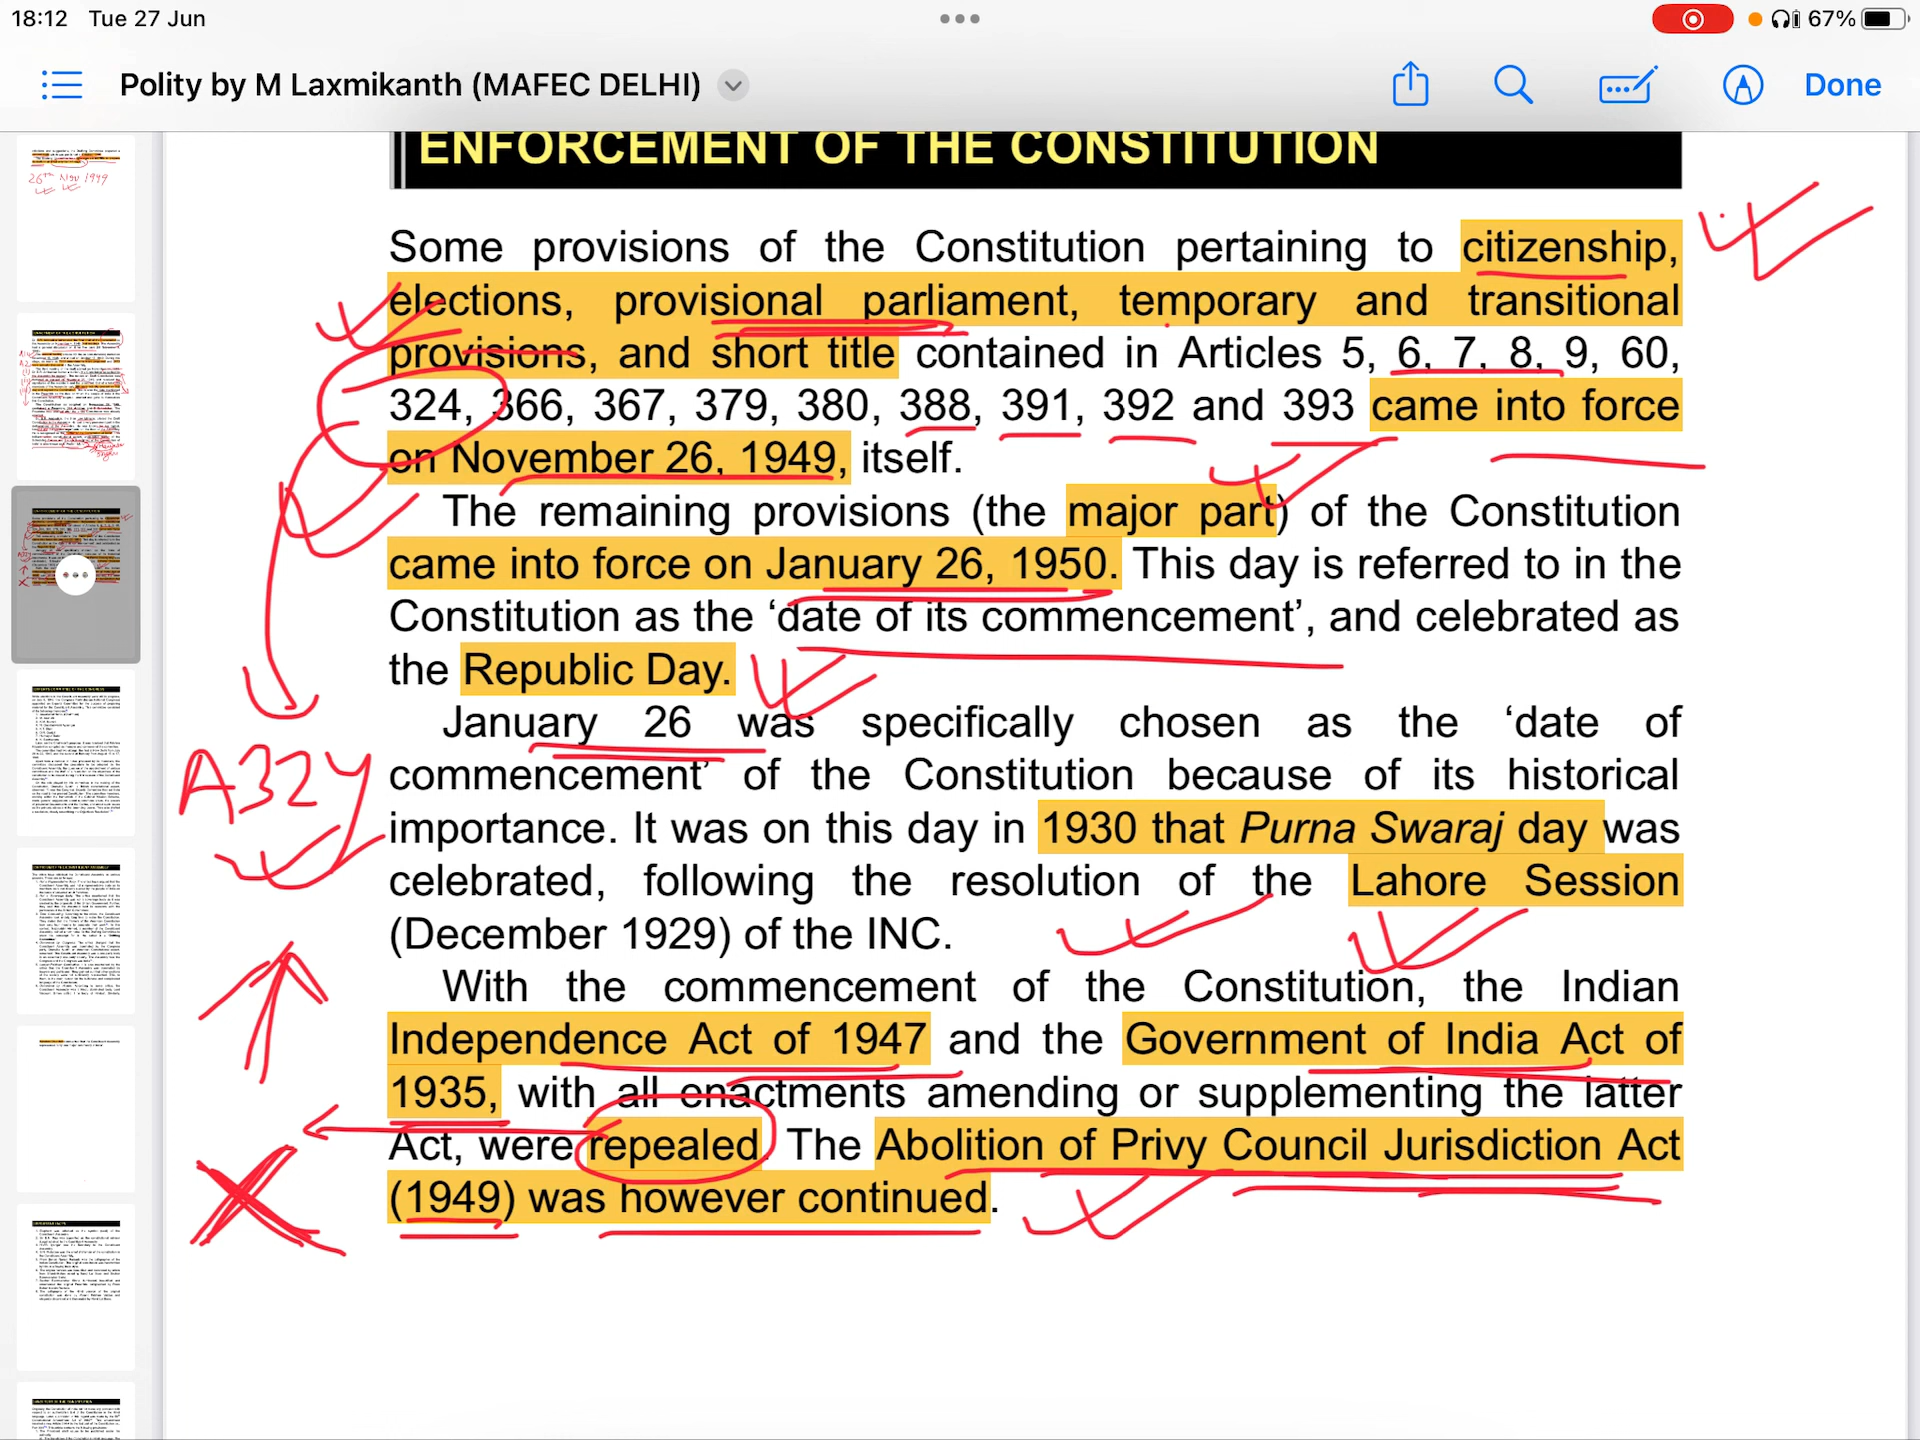 18:12 Tue 27 Jun
67%
Polity by M Laxmikanth (MAFEC DELHI)
Done
26th Nov 1949
ENFORCEMENT OF THE CONSTITUTION
Some provisions of the Constitution pertaining to citizenship,
elections, provisional parliament, temporary and transitional
provisions, and short title contained in Articles 5, 6, 7, 8, 9, 60,
324, 366, 367, 379, 380, 388, 391, 392 and 393 came into force
on November 26, 1949, itself.
The remaining provisions (the major part) of the Constitution
came into force on January 26, 1950. This day is referred to in the
Constitution as the ‘date of its commencement’, and celebrated as
the Republic Day.
January 26 was specifically chosen as the ‘date of
commencement’ of the Constitution because of its historical
importance. It was on this day in 1930 that Purna Swaraj day was
celebrated, following the resolution of the Lahore Session
(December 1929) of the INC.
With the commencement of the Constitution, the Indian
Independence Act of 1947 and the Government of India Act of
1935, with all enactments amending or supplementing the latter
Act, were repealed. The Abolition of Privy Council Jurisdiction Act
(1949) was however continued.
A324